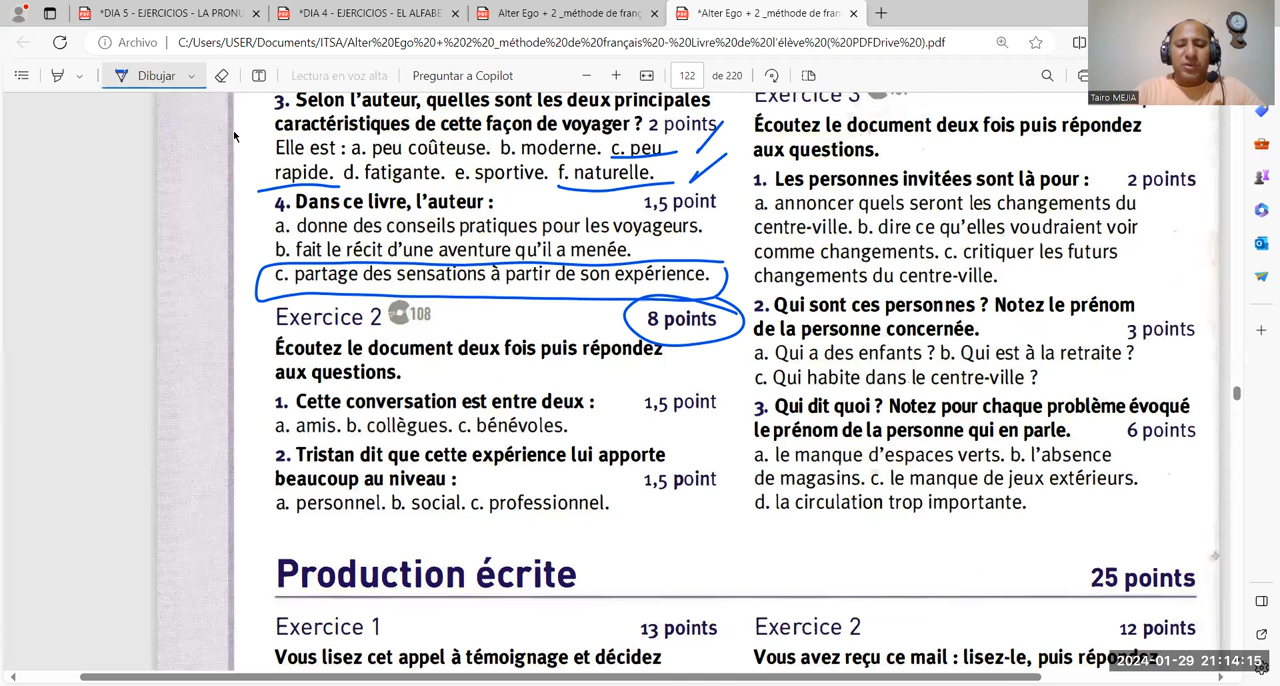 *DIA 5 - EJERCICIOS - LA PRONU
*DIA 4 - EJERCICIOS - EL ALFABE
Alter Ego + 2 _méthode de franç
*Alter Ego + 2 _méthode de fran
Archivo
C:/Users/USER/Documents/ITSA/Alter%20Ego%20+%202%20_méthode%20de%20français%20-%20Livre%20de%20l'élève%20(%20PDFDrive%20).pdf
Dibujar
Lectura en voz alta
Preguntar a Copilot
122
de 220
Tairo MEJIA
3. Selon l'auteur, quelles sont les deux principales
caractéristiques de cette façon de voyager ? 2 points
Elle est : a. peu coûteuse. b. moderne. c. peu
rapide. d. fatigante. e. sportive. f. naturelle.
4. Dans ce livre, l'auteur : 1,5 point
a. donne des conseils pratiques pour les voyageurs.
b. fait le récit d'une aventure qu'il a menée.
c. partage des sensations à partir de son expérience.
Exercice 2 108 8 points
Écoutez le document deux fois puis répondez
aux questions.
1. Cette conversation est entre deux : 1,5 point
a. amis. b. collègues. c. bénévoles.
2. Tristan dit que cette expérience lui apporte
beaucoup au niveau : 1,5 point
a. personnel. b. social. c. professionnel.
Exercice 3
Écoutez le document deux fois puis répondez
aux questions.
1. Les personnes invitées sont là pour : 2 points
a. annoncer quels seront les changements du
centre-ville. b. dire ce qu'elles voudraient voir
comme changements. c. critiquer les futurs
changements du centre-ville.
2. Qui sont ces personnes ? Notez le prénom
de la personne concernée. 3 points
a. Qui a des enfants ? b. Qui est à la retraite ?
c. Qui habite dans le centre-ville ?
3. Qui dit quoi ? Notez pour chaque problème évoqué
le prénom de la personne qui en parle. 6 points
a. le manque d'espaces verts. b. l'absence
de magasins. c. le manque de jeux extérieurs.
d. la circulation trop importante.
Production écrite 25 points
Exercice 1 13 points
Vous lisez cet appel à témoignage et décidez
Exercice 2 12 points
Vous avez reçu ce mail : lisez-le, puis répondez
2024-01-29 21:14:15